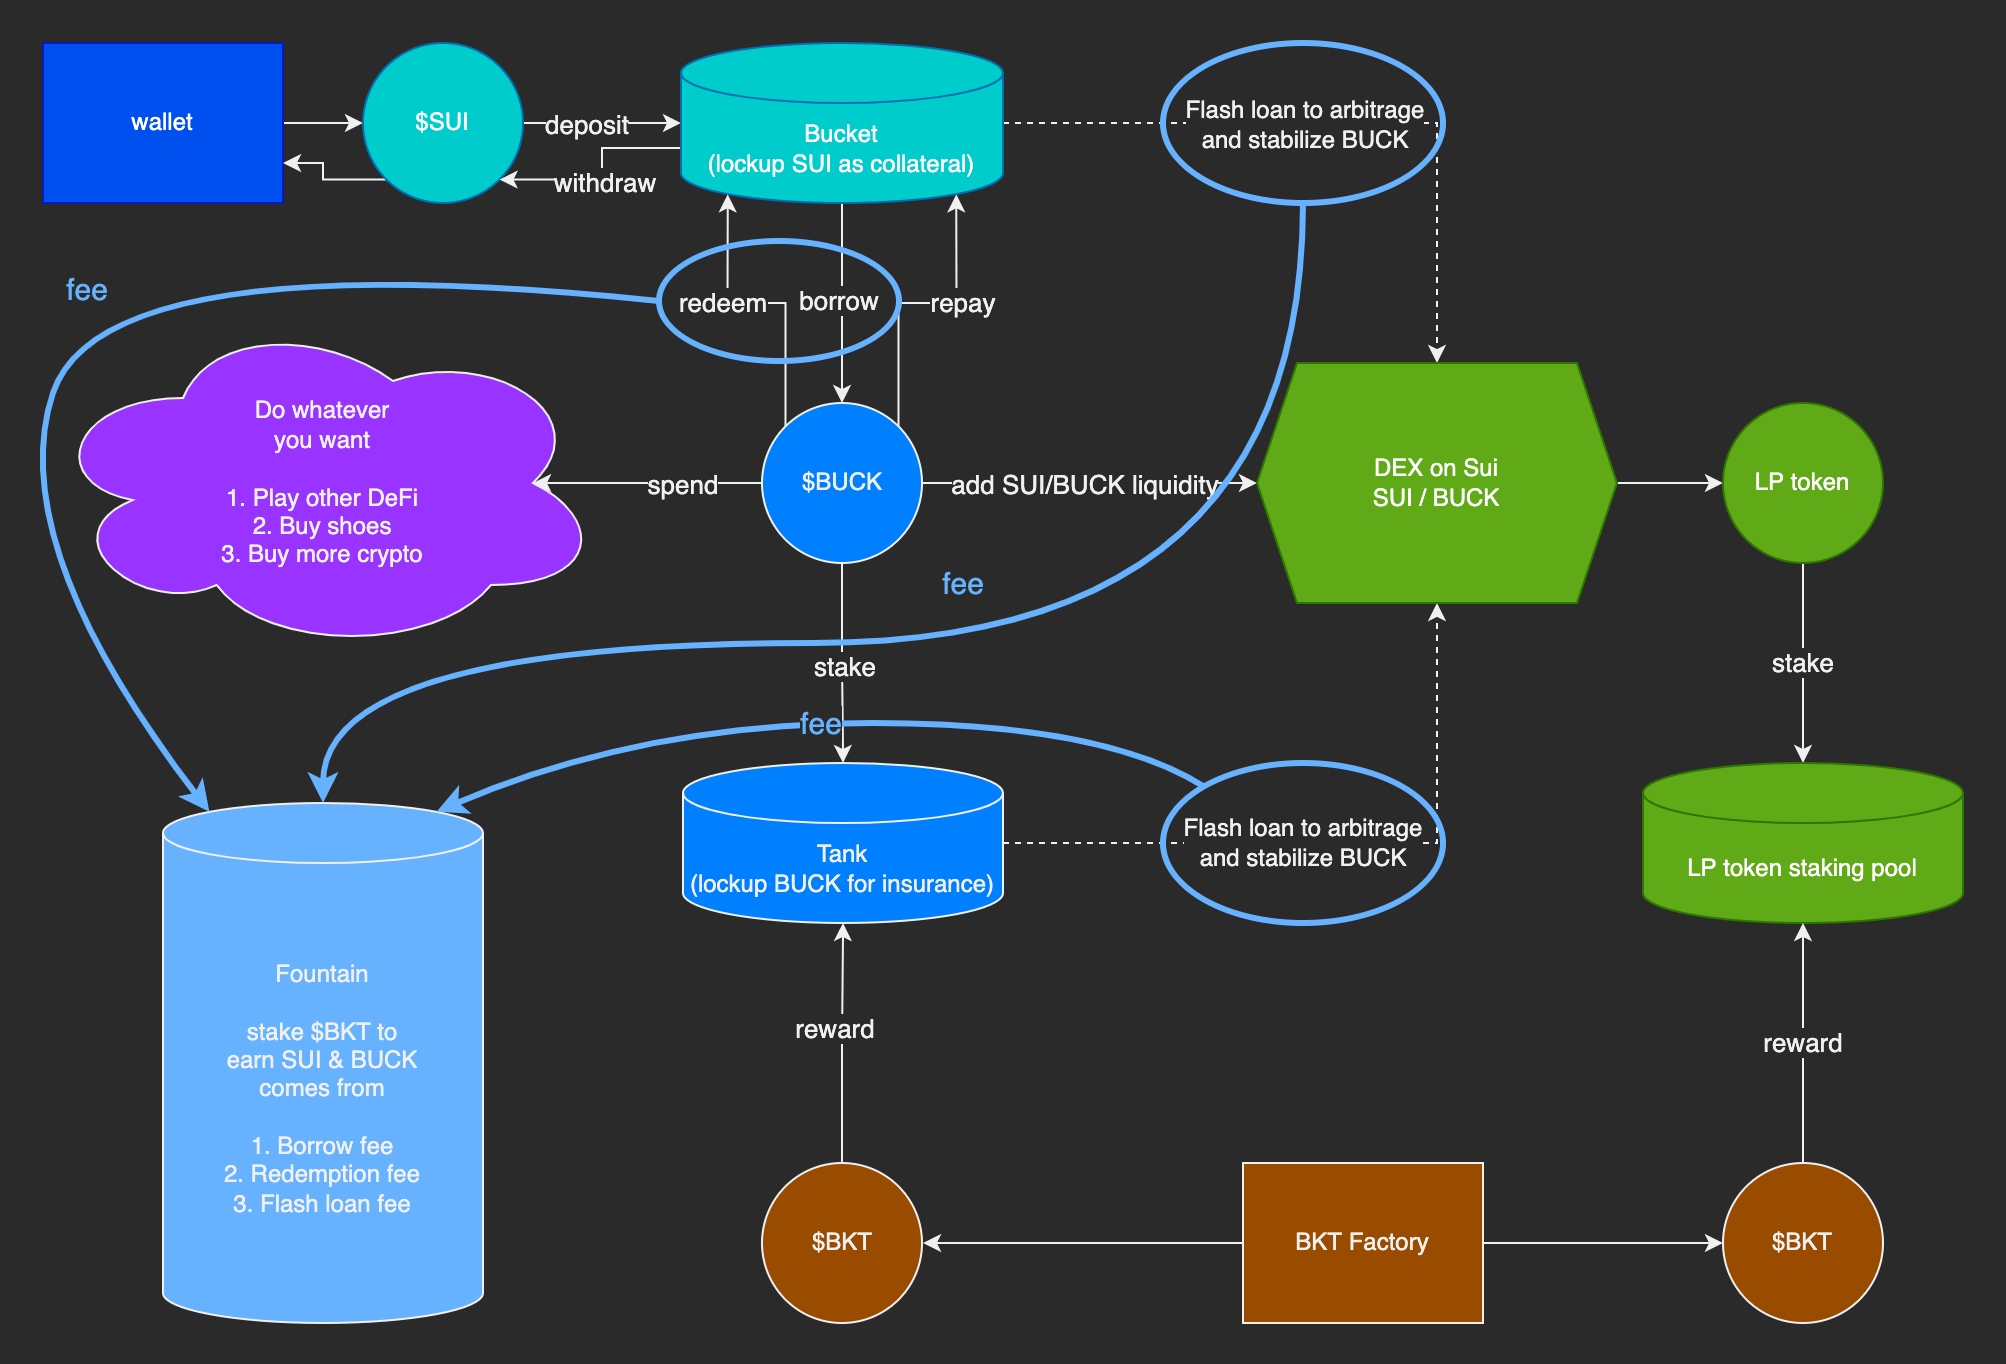 wallet
$SUI
deposit
withdraw
Bucket
(lockup SUI as collateral)
Flash loan to arbitrage
and stabilize BUCK
fee
redeem
borrow
repay
Do whatever
you want
1. Play other DeFi
2. Buy shoes
3. Buy more crypto
spend
$BUCK
add SUI/BUCK liquidity
DEX on Sui
SUI / BUCK
LP token
fee
stake
stake
fee
Tank
(lockup BUCK for insurance)
Flash loan to arbitrage
and stabilize BUCK
LP token staking pool
Fountain
stake $BKT to
earn SUI & BUCK
comes from
1. Borrow fee
2. Redemption fee
3. Flash loan fee
reward
reward
$BKT
BKT Factory
$BKT